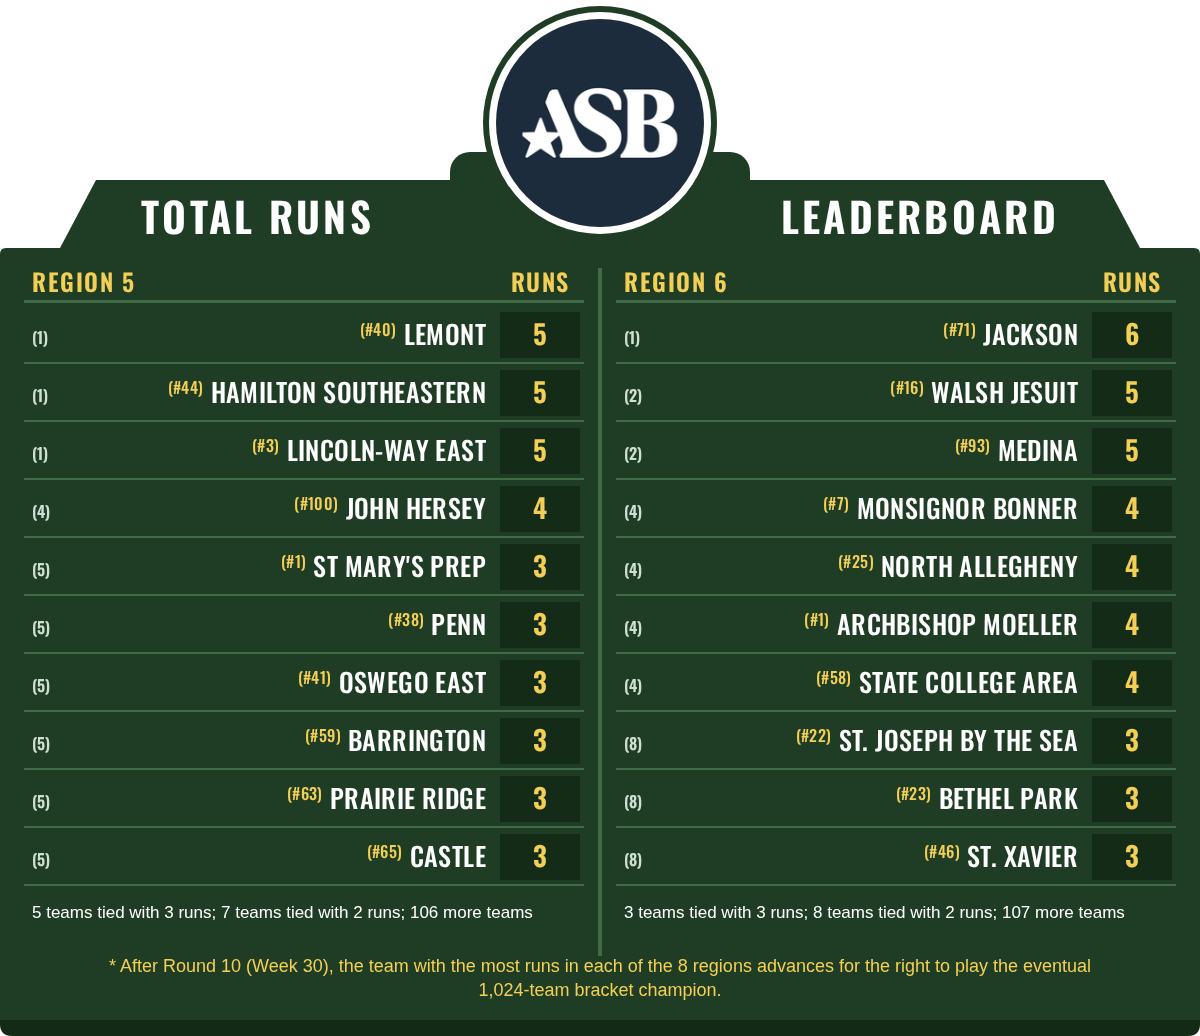 ASB
TOTAL RUNS
LEADERBOARD
REGION 5 RUNS
(1) (#40) LEMONT 5
(1) (#44) HAMILTON SOUTHEASTERN 5
(1) (#3) LINCOLN-WAY EAST 5
(4) (#100) JOHN HERSEY 4
(5) (#1) ST MARY'S PREP 3
(5) (#38) PENN 3
(5) (#41) OSWEGO EAST 3
(5) (#59) BARRINGTON 3
(5) (#63) PRAIRIE RIDGE 3
(5) (#65) CASTLE 3
5 teams tied with 3 runs; 7 teams tied with 2 runs; 106 more teams
REGION 6 RUNS
(1) (#71) JACKSON 6
(2) (#16) WALSH JESUIT 5
(2) (#93) MEDINA 5
(4) (#7) MONSIGNOR BONNER 4
(4) (#25) NORTH ALLEGHENY 4
(4) (#1) ARCHBISHOP MOELLER 4
(4) (#58) STATE COLLEGE AREA 4
(8) (#22) ST. JOSEPH BY THE SEA 3
(8) (#23) BETHEL PARK 3
(8) (#46) ST. XAVIER 3
3 teams tied with 3 runs; 8 teams tied with 2 runs; 107 more teams
* After Round 10 (Week 30), the team with the most runs in each of the 8 regions advances for the right to play the eventual
1,024-team bracket champion.